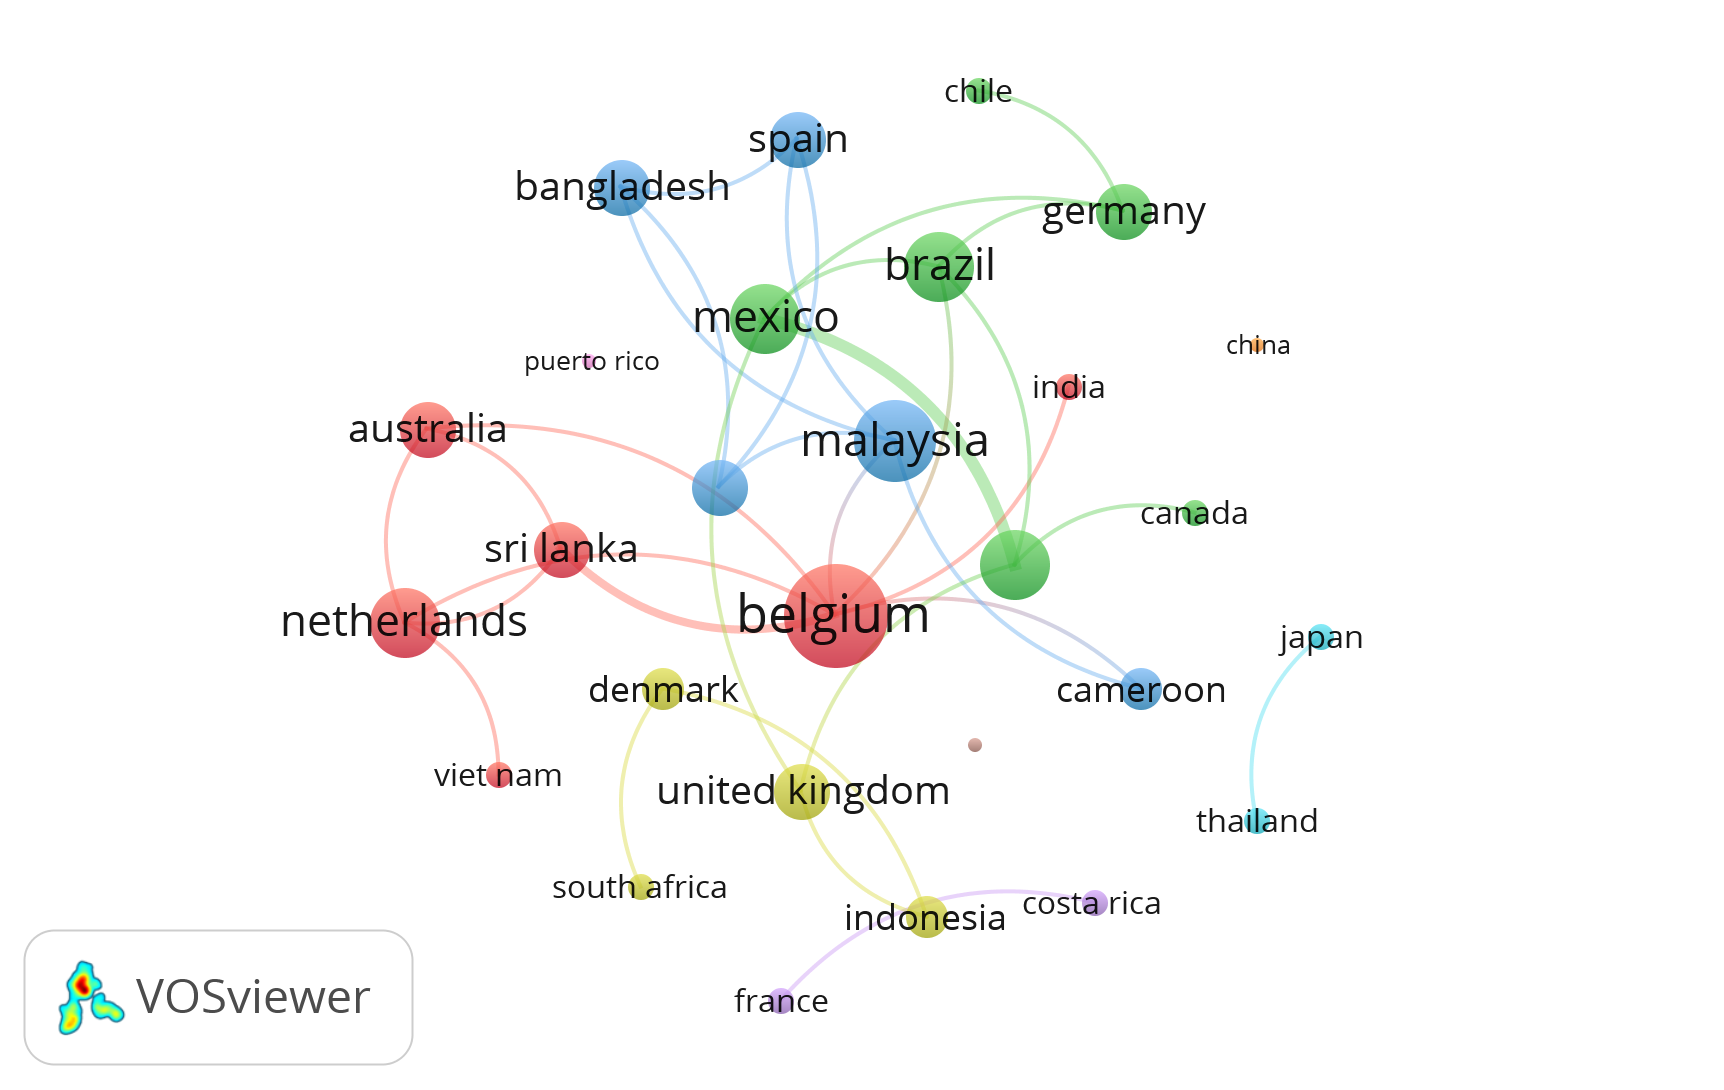 chile
spain
bangladesh
germany
brazil
mexico
china
puerto rico
india
australia
malaysia
canada
sri lanka
belgium
netherlands
japan
denmark
cameroon
viet nam
united kingdom
thailand
south africa
costa rica
indonesia
france
VOSviewer